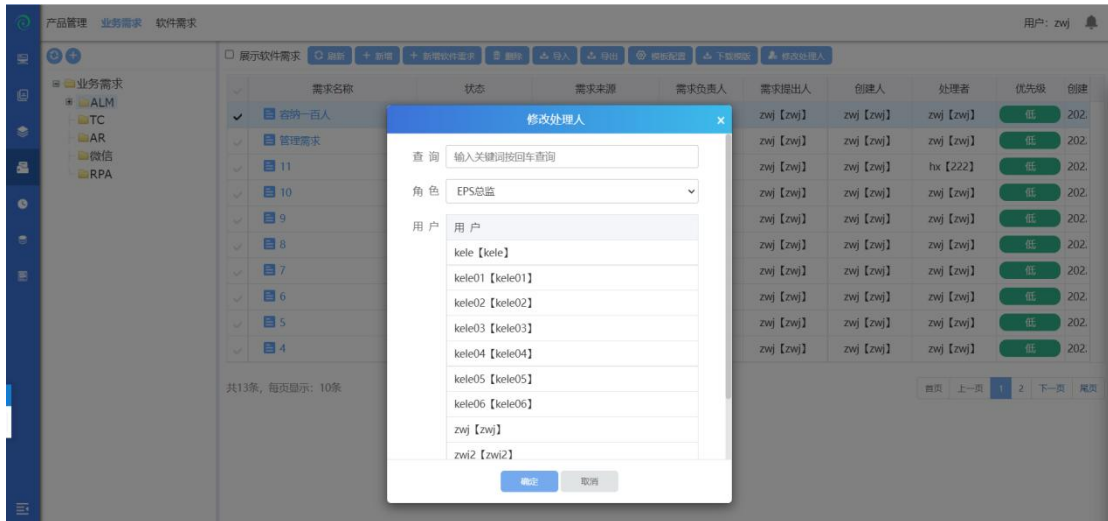 产品管理 业务需求 软件需求 用户：zwj
展示软件需求 刷新 新增 新增软件需求 删除 导入 导出 模板配置 下载模版 修改处理人
业务需求
ALM
TC
AR
微信
RPA
需求名称 状态 需求来源 需求负责人 需求提出人 创建人 处理者 优先级 创建
容纳一百人 zwj【zwj】 zwj【zwj】 zwj【zwj】 低 202.
管理需求 zwj【zwj】 zwj【zwj】 zwj【zwj】 低 202.
11 zwj【zwj】 zwj【zwj】 hx【222】 低 202.
10 zwj【zwj】 zwj【zwj】 zwj【zwj】 低 202.
9 zwj【zwj】 zwj【zwj】 zwj【zwj】 低 202.
8 zwj【zwj】 zwj【zwj】 zwj【zwj】 低 202.
7 zwj【zwj】 zwj【zwj】 zwj【zwj】 低 202.
6 zwj【zwj】 zwj【zwj】 zwj【zwj】 低 202.
5 zwj【zwj】 zwj【zwj】 zwj【zwj】 低 202.
4 zwj【zwj】 zwj【zwj】 zwj【zwj】 低 202.
共13条，每页显示：10条 首页 上一页 1 2 下一页 尾页
修改处理人 ×
查 询 输入关键词按回车查询
角 色 EPS总监
用 户 用 户
kele【kele】
kele01【kele01】
kele02【kele02】
kele03【kele03】
kele04【kele04】
kele05【kele05】
kele06【kele06】
zwj【zwj】
zwj2【zwj2】
确定 取消